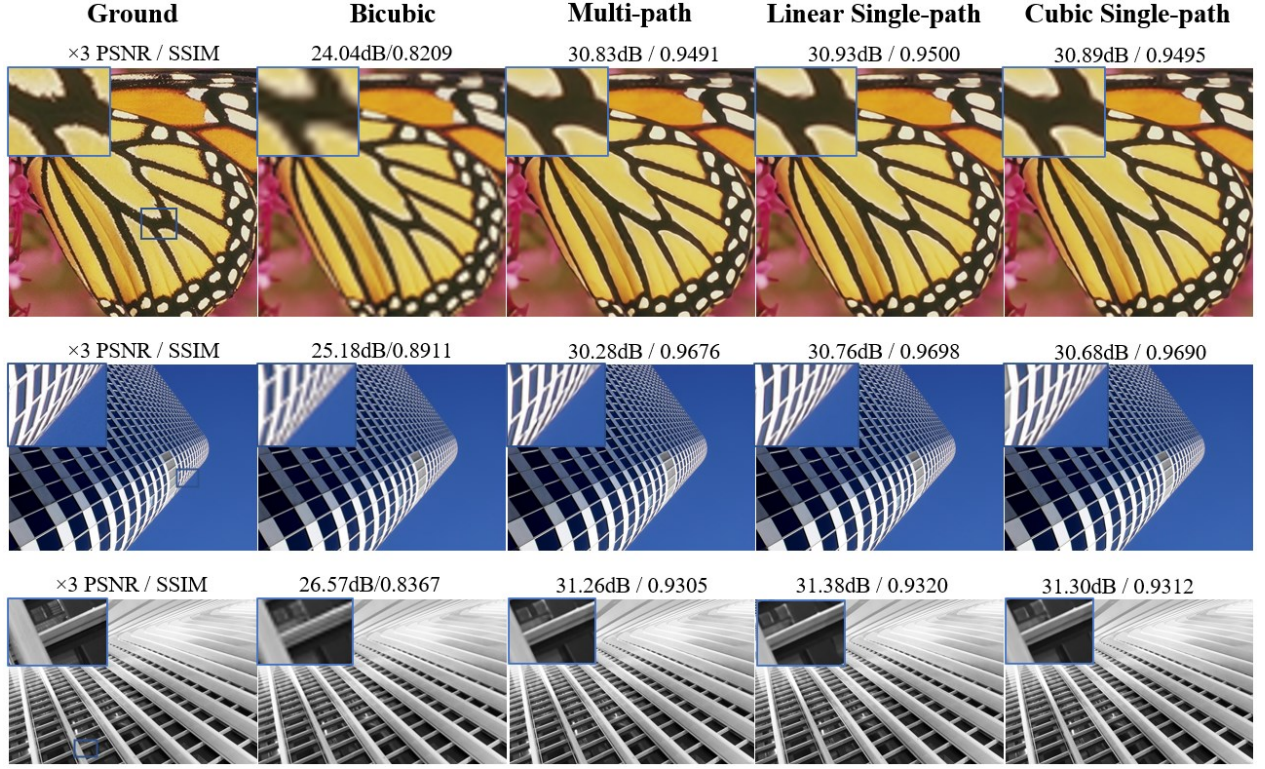 Ground Bicubic Multi-path Linear Single-path Cubic Single-path
×3 PSNR / SSIM 24.04dB/0.8209 30.83dB / 0.9491 30.93dB / 0.9500 30.89dB / 0.9495
×3 PSNR / SSIM 25.18dB/0.8911 30.28dB / 0.9676 30.76dB / 0.9698 30.68dB / 0.9690
×3 PSNR / SSIM 26.57dB/0.8367 31.26dB / 0.9305 31.38dB / 0.9320 31.30dB / 0.9312